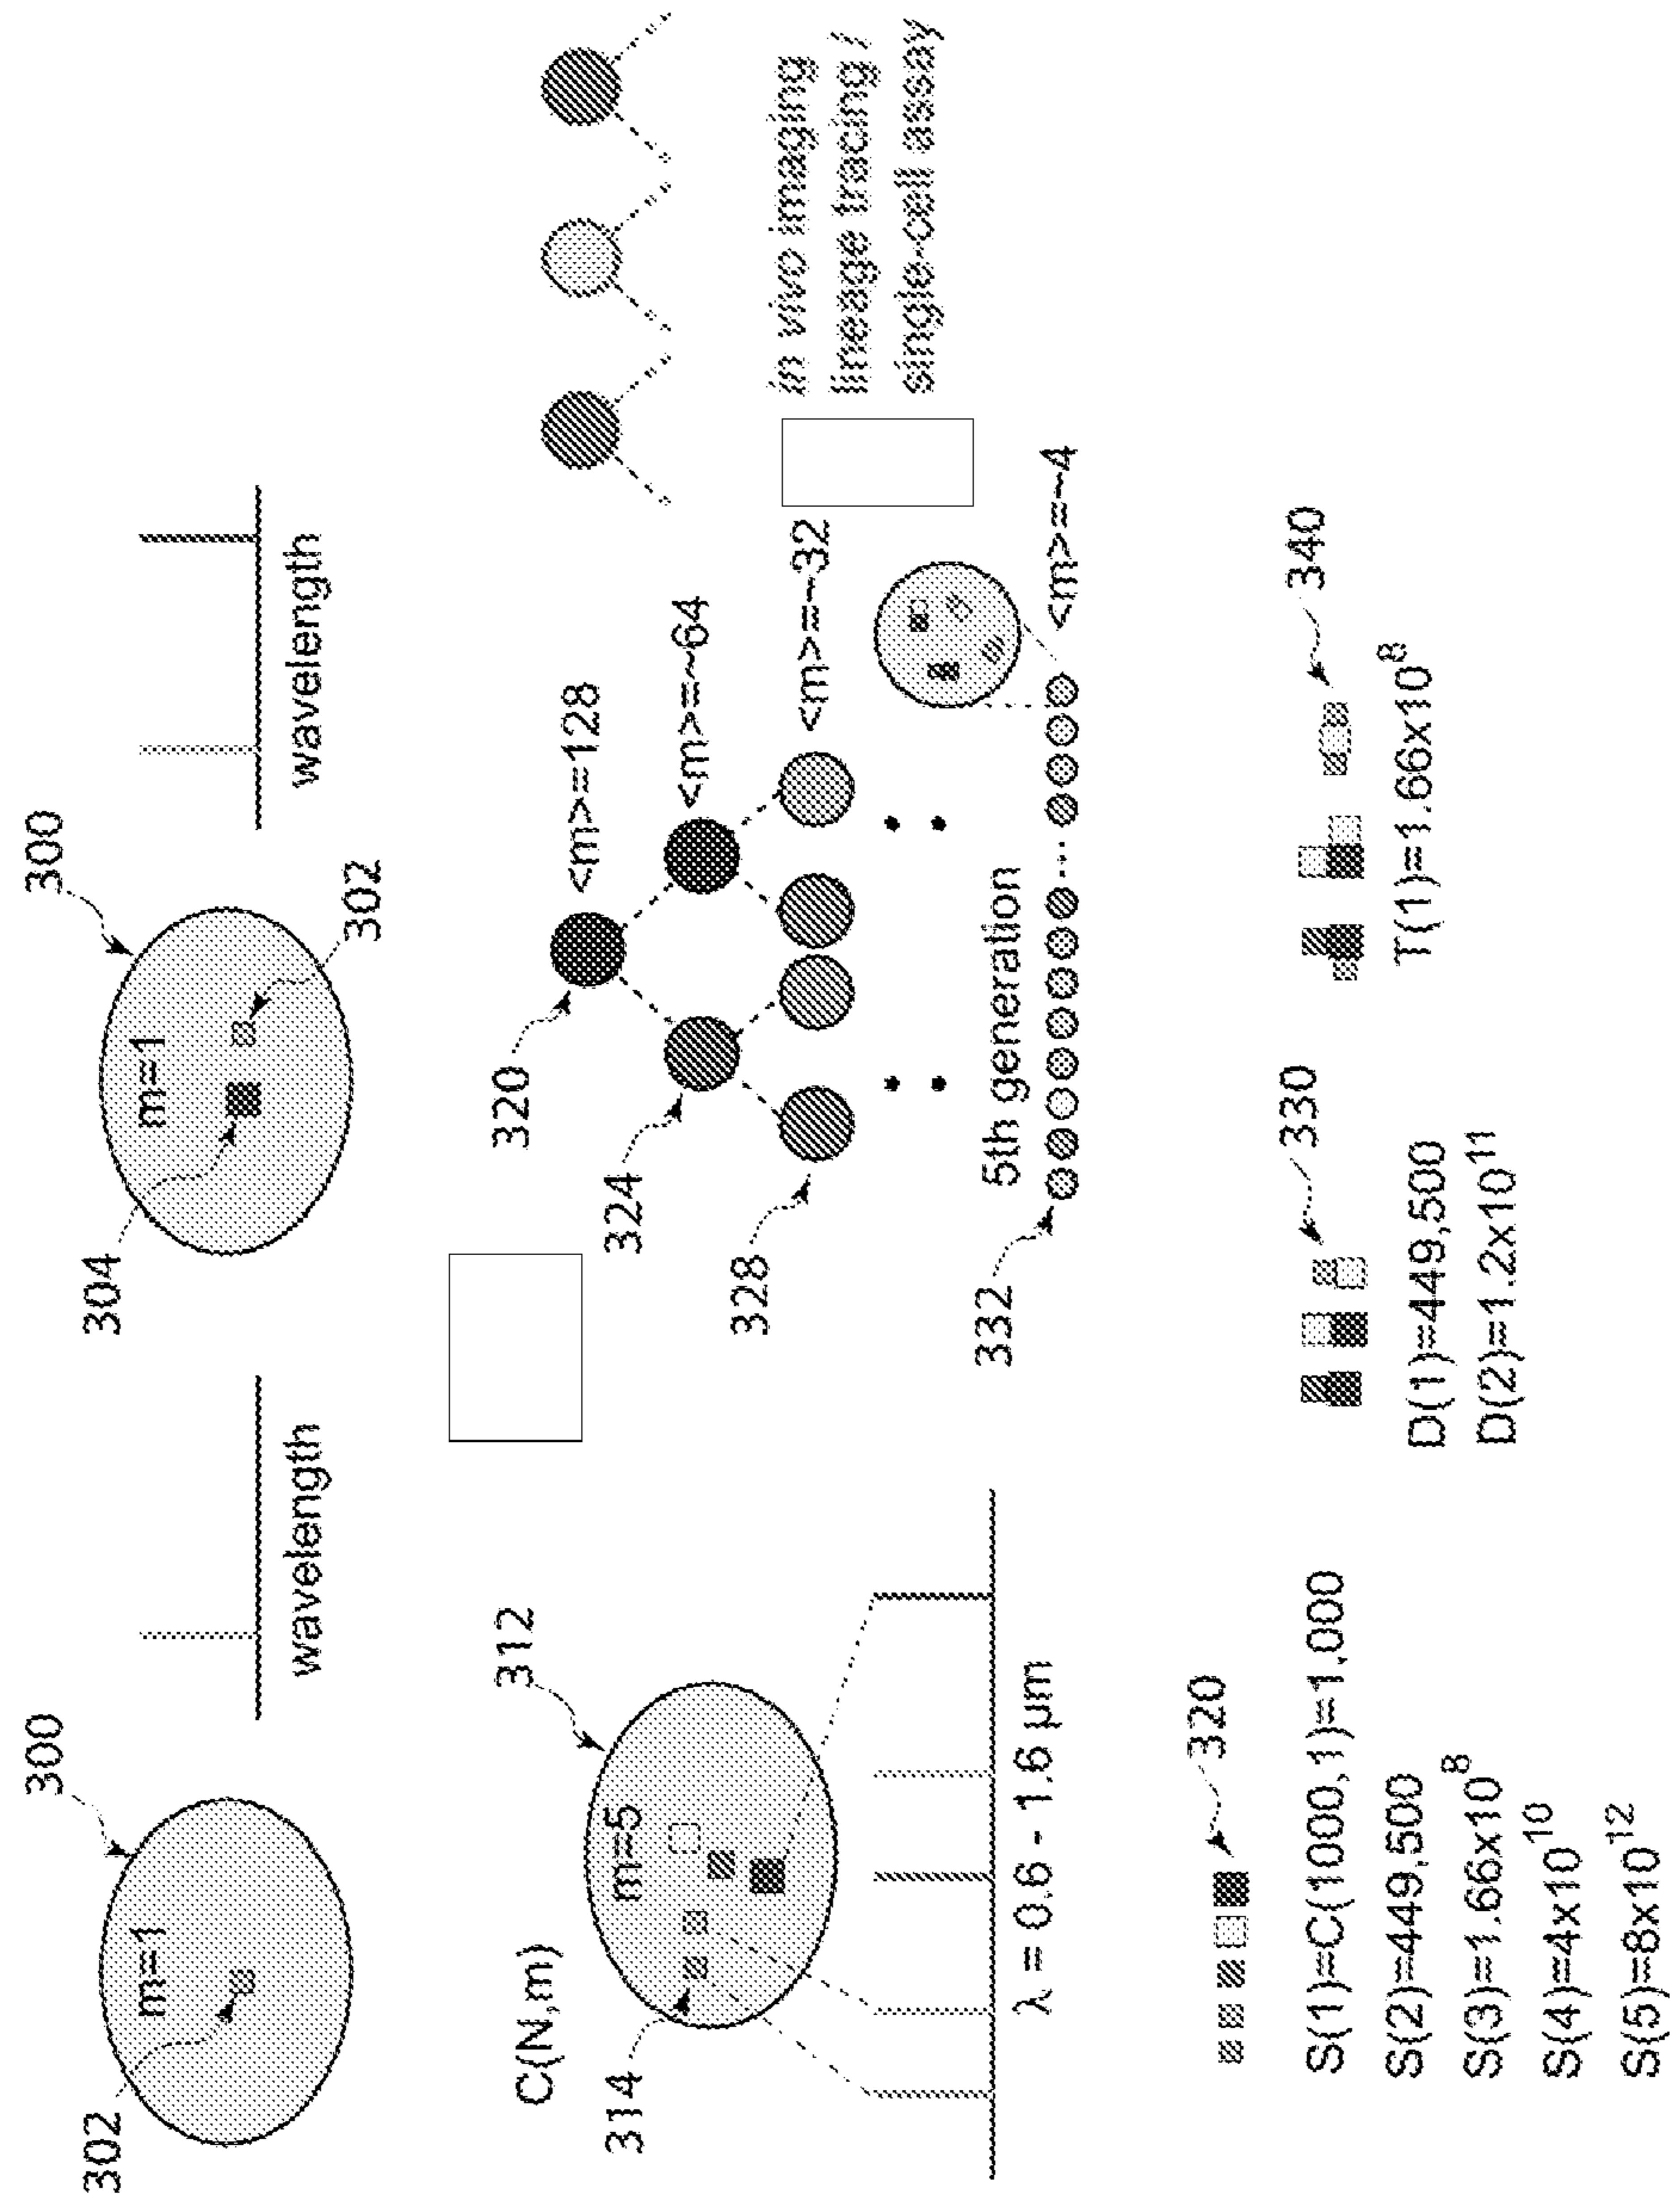 300
302
m=1
wavelength
300
304
m=1
302
wavelength
C(N,m)
312
314
m=5
λ = 0.6 - 1.6 µm
320
<m>=128
324
<m>=~64
328
<m>=~32
5th generation
332
<m>=~4
in vivo imaging
lineage tracing /
single-cell assay
320
S(1)=C(1000,1)=1,000
S(2)=449,500
S(3)=1.66x10^8
S(4)=4x10^10
S(5)=8x10^12
330
D(1)=449,500
D(2)=1.2x10^11
340
T(1)=1.66x10^8